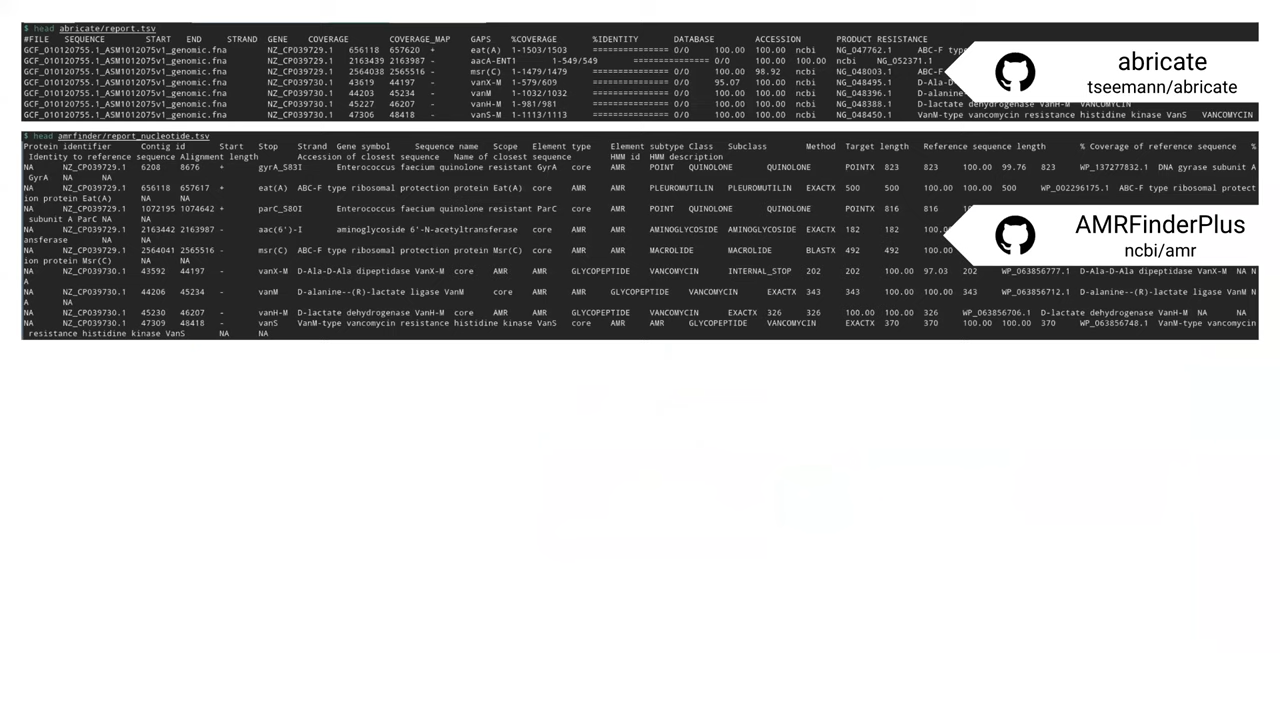 $ head abricate/report.tsv
#FILE SEQUENCE START END STRAND GENE COVERAGE COVERAGE_MAP GAPS %COVERAGE %IDENTITY DATABASE ACCESSION PRODUCT RESISTANCE
GCF_010120755.1_ASM1012075v1_genomic.fna NZ_CP039729.1 656118 657620 + eat(A) 1-1503/1503 =============== 0/0 100.00 100.00 ncbi NG_047762.1 ABC-F
GCF_010120755.1_ASM1012075v1_genomic.fna NZ_CP039729.1 2163439 2163987 - aacA-ENT1 1-549/549 =============== 0/0 100.00 100.00 ncbi NG_052371.1
GCF_010120755.1_ASM1012075v1_genomic.fna NZ_CP039729.1 2564038 2565516 - msr(C) 1-1479/1479 =============== 0/0 100.00 98.92 ncbi NG_048003.1 ABC-F
GCF_010120755.1_ASM1012075v1_genomic.fna NZ_CP039730.1 43619 44197 - vanX-M 1-579/609 =============== 0/0 95.07 100.00 ncbi NG_048495.1
GCF_010120755.1_ASM1012075v1_genomic.fna NZ_CP039730.1 44203 45234 - vanM 1-1032/1032 =============== 0/0 100.00 100.00 ncbi NG_048396.1 D-alanine
GCF_010120755.1_ASM1012075v1_genomic.fna NZ_CP039730.1 45227 46207 - vanH-M 1-981/981 =============== 0/0 100.00 100.00 ncbi NG_048388.1 D-lactate dehydrogenase VanH-M VANCOMYCIN
GCF_010120755.1_ASM1012075v1_genomic.fna NZ_CP039730.1 47306 48418 - vanS-M 1-1113/1113 =============== 0/0 100.00 100.00 ncbi NG_048450.1 VanM-type vancomycin resistance histidine kinase VanS VANCOMYCIN
abricate
tseemann/abricate
$ head amrfinder/report_nucleotide.tsv
Protein identifier Contig id Start Stop Strand Gene symbol Sequence name Scope Element type Element subtype Class Subclass Method Target length Reference sequence length % Coverage of reference sequence %
Identity to reference sequence Alignment length Accession of closest sequence Name of closest sequence HMM id HMM description
NA NZ_CP039729.1 6208 8676 + gyrA_S83I Enterococcus faecium quinolone resistant GyrA core AMR POINT QUINOLONE QUINOLONE POINTX 823 823 100.00 99.76 823 WP_137277832.1 DNA gyrase subunit A
GyrA NA NA
NA NZ_CP039729.1 656118 657617 + eat(A) ABC-F type ribosomal protection protein Eat(A) core AMR AMR PLEUROMUTILIN PLEUROMUTILIN EXACTX 500 500 100.00 100.00 500 WP_002296175.1 ABC-F type ribosomal protect
ion protein Eat(A) NA NA
NA NZ_CP039729.1 1072195 1074642 + parC_S80I Enterococcus faecium quinolone resistant ParC core AMR POINT QUINOLONE QUINOLONE POINTX 816 816
subunit A ParC NA NA
NA NZ_CP039729.1 2163442 2163987 - aac(6')-I aminoglycoside 6'-N-acetyltransferase core AMR AMR AMINOGLYCOSIDE AMINOGLYCOSIDE EXACTX 182 182 100.00
ansferase NA NA
NA NZ_CP039729.1 2564041 2565516 - msr(C) ABC-F type ribosomal protection protein Msr(C) core AMR AMR MACROLIDE MACROLIDE BLASTX 492 492 100.00
ion protein Msr(C) NA NA
NA NZ_CP039730.1 43592 44197 - vanX-M D-Ala-D-Ala dipeptidase VanX-M core AMR AMR GLYCOPEPTIDE VANCOMYCIN INTERNAL_STOP 202 202 100.00 97.03 202 WP_063856777.1 D-Ala-D-Ala dipeptidase VanX-M NA N
A
NA NZ_CP039730.1 44206 45234 - vanM D-alanine--(R)-lactate ligase VanM core AMR AMR GLYCOPEPTIDE VANCOMYCIN EXACTX 343 343 100.00 100.00 343 WP_063856712.1 D-alanine--(R)-lactate ligase VanM N
A NA
NA NZ_CP039730.1 45230 46207 - vanH-M D-lactate dehydrogenase VanH-M core AMR AMR GLYCOPEPTIDE VANCOMYCIN EXACTX 326 326 100.00 100.00 326 WP_063856706.1 D-lactate dehydrogenase VanH-M NA NA
NA NZ_CP039730.1 47309 48418 - vanS VanM-type vancomycin resistance histidine kinase VanS core AMR AMR GLYCOPEPTIDE VANCOMYCIN EXACTX 370 370 100.00 100.00 370 WP_063856748.1 VanM-type vancomycin
resistance histidine kinase VanS NA NA
AMRFinderPlus
ncbi/amr